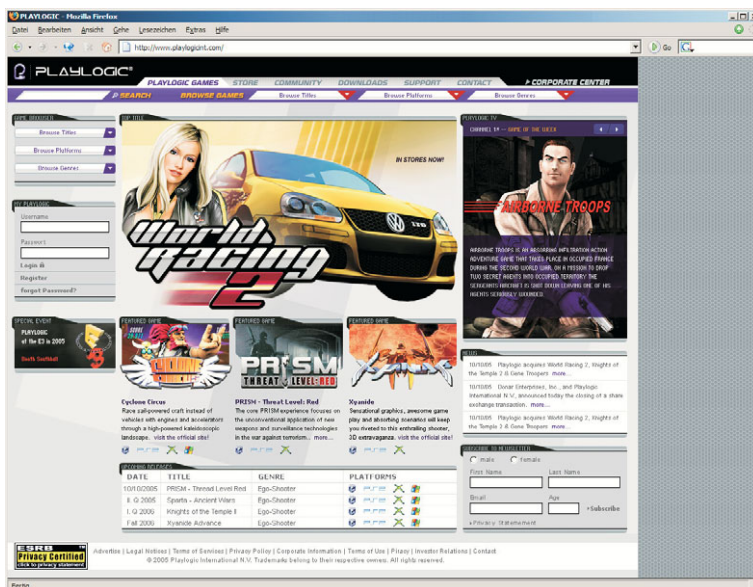 PLAYLOGIC - Mozilla Firefox
Datei Bearbeiten Ansicht Gehe Lesezeichen Extras Hilfe
http://www.playlogicint.com/
Go
PLAYLOGIC
PLAYLOGIC GAMES STORE COMMUNITY DOWNLOADS SUPPORT CONTACT CORPORATE CENTER
SEARCH BROWSE GAMES Browse Titles Browse Platforms Browse Genres
GAME BROWSER
Browse Titles
Browse Platforms
Browse Genres
MY PLAYLOGIC
Username
Password
Login
Register
Forgot Password?
SPECIAL EVENT
PLAYLOGIC
at the E3 in 2005
E3
TOP TITLE
IN STORES NOW!
World
Racing
2
PLAYLOGIC TV
CHANNEL TV — GAME OF THE WEEK
AIRBORNE TROOPS
AIRBORNE TROOPS IS AN ABSORBING INFILTRATION ACTION
ADVENTURE GAME THAT TAKES PLACE IN OCCUPIED FRANCE
DURING THE SECOND WORLD WAR. ON A MISSION TO DROP
TWO SECRET AGENTS INTO OCCUPIED TERRITORY THE
SERGEANTS AIRCRAFT IS SHOT DOWN LEAVING ONE OF HIS
AGENTS SERIOUSLY WOUNDED.
FEATURED GAME
CYCLONE CIRCUS
Cyclone Circus
Race sail-powered craft instead of
vehicles with engines and accelerators
through a high-powered kaleidoscopic
landscape. visit the official site!
FEATURED GAME
PRISM
THREAT LEVEL:RED
PRISM - Threat Level: Red
The core PRISM experience focuses on
the unconventional application of new
weapons and surveillance technologies
in the war against terrorism... more...
FEATURED GAME
Xyanide
Xyanide
Sensational graphics, awesome game
play and absorbing scenarios will keep
you riveted to this enthralling shooter,
3D extravaganza. visit the official site!
NEWS
10/10/05 Playlogic acquires World Racing 2, Knights of
the Temple 2 & Gene Troopers more...
10/10/05 Donar Enterprises, Inc., and Playlogic
International N.V., announced today the closing of a share
exchange transaction. more...
10/10/05 Playlogic acquires World Racing 2, Knights of
the Temple 2 & Gene Troopers. more...
UPCOMING RELEASES
DATE TITLE GENRE PLATFORMS
10/10/2005 PRISM - Thread Level Red Ego-Shooter
II. Q 2006 Sparta - Ancient Wars Ego-Shooter
I. Q 2006 Knights of the Temple II Ego-Shooter
Fall 2006 Xyanide Advance Ego-Shooter
SUBSCRIBE TO NEWSLETTER
male female
First Name Last Name
Email Age
Subscribe
Privacy Statement
ESRB
Privacy Certified
click to privacy statement
Advertise | Legal Notices | Terms of Services | Privacy Policy | Corporate Information | Terms of Use | Piracy | Investor Relations | Contact
© 2005 Playlogic International N.V. Trademarks belong to their respective owners. All rights reserved.
Fertig